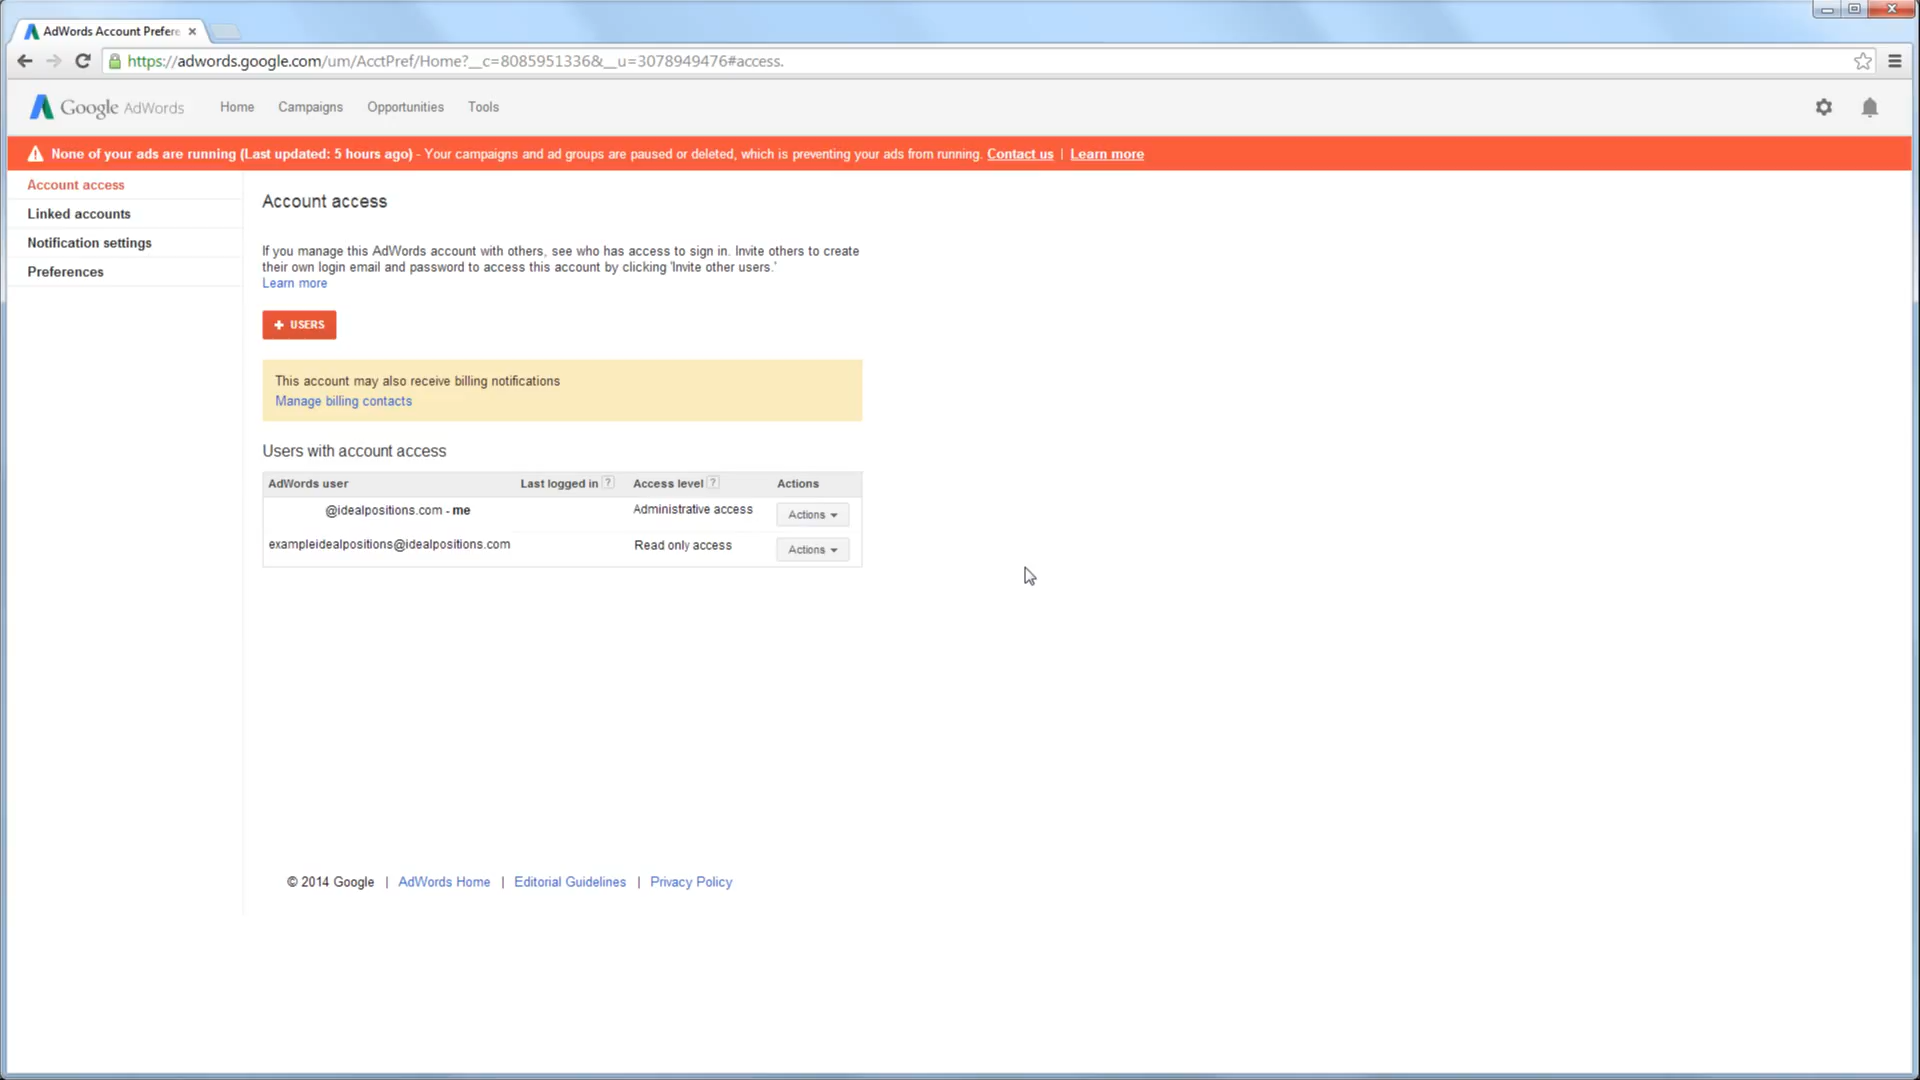 AdWords Account Prefere
https://adwords.google.com/um/AcctPref/Home?__c=8085951336&__u=3078949476#access.
Google AdWords Home Campaigns Opportunities Tools
None of your ads are running (Last updated: 5 hours ago) - Your campaigns and ad groups are paused or deleted, which is preventing your ads from running. Contact us | Learn more
Account access
Linked accounts
Notification settings
Preferences
Account access
If you manage this AdWords account with others, see who has access to sign in. Invite others to create
their own login email and password to access this account by clicking 'Invite other users.'
Learn more
+ USERS
This account may also receive billing notifications
Manage billing contacts
Users with account access
AdWords user Last logged in ? Access level ? Actions
@idealpositions.com - me Administrative access Actions
exampleidealpositions@idealpositions.com Read only access Actions
© 2014 Google | AdWords Home | Editorial Guidelines | Privacy Policy